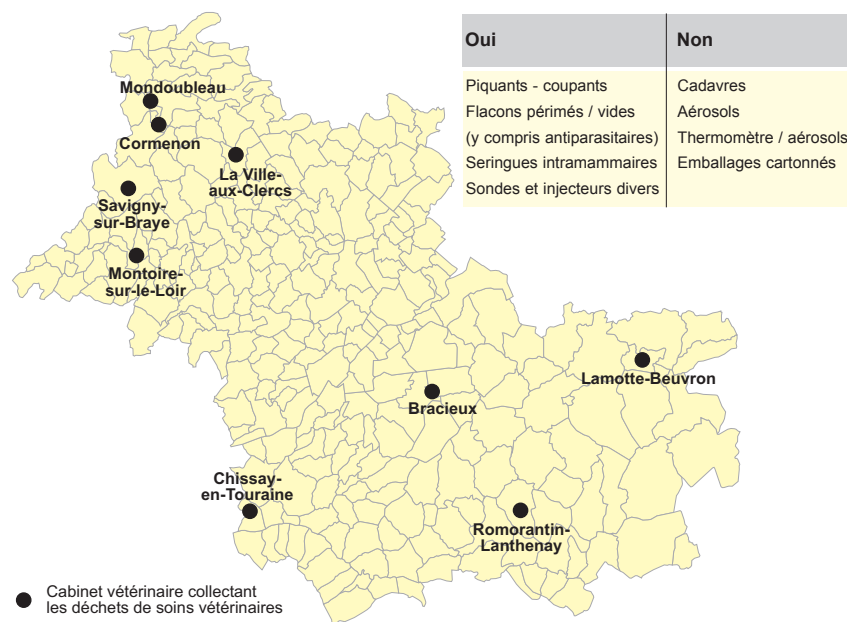 Oui
Non
Piquants - coupants
Cadavres
Flacons périmés / vides
Aérosols
(y compris antiparasitaires)
Thermomètre / aérosols
Seringues intramammaires
Emballages cartonnés
Sondes et injecteurs divers
Mondoubleau
Cormenon
La Ville-
aux-Clercs
Savigny-
sur-Braye
Montoire-
sur-le-Loir
Lamotte-Beuvron
Bracieux
Chissay-
en-Touraine
Romorantin-
Lanthenay
Cabinet vétérinaire collectant
les déchets de soins vétérinaires